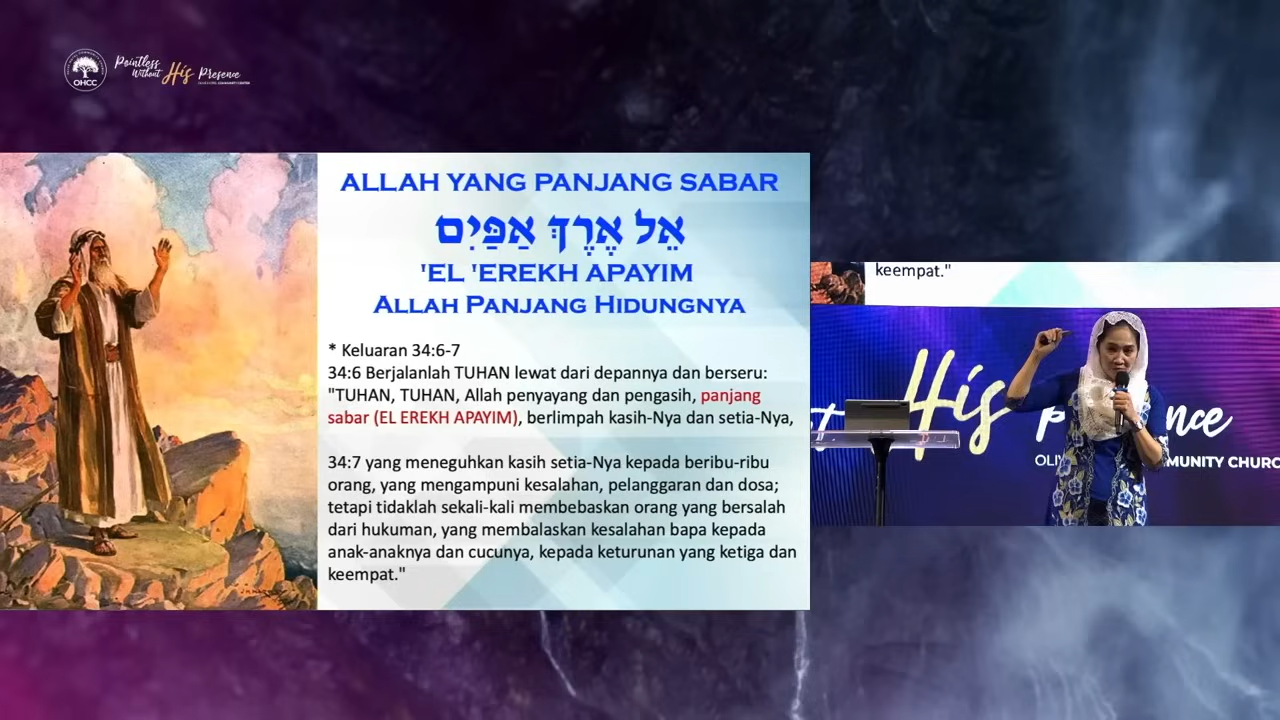 OHCC
Pointless
Without His Presence
ALLAH YANG PANJANG SABAR
אֵל אֶרֶךְ אַפַּיִם
'EL 'EREKH APAYIM
ALLAH PANJANG HIDUNGNYA
* Keluaran 34:6-7
34:6 Berjalanlah TUHAN lewat dari depannya dan berseru:
"TUHAN, TUHAN, Allah penyayang dan pengasih, panjang
sabar (EL EREKH APAYIM), berlimpah kasih-Nya dan setia-Nya,
34:7 yang meneguhkan kasih setia-Nya kepada beribu-ribu
orang, yang mengampuni kesalahan, pelanggaran dan dosa;
tetapi tidaklah sekali-kali membebaskan orang yang bersalah
dari hukuman, yang membalaskan kesalahan bapa kepada
anak-anaknya dan cucunya, kepada keturunan yang ketiga dan
keempat."
keempat."
His